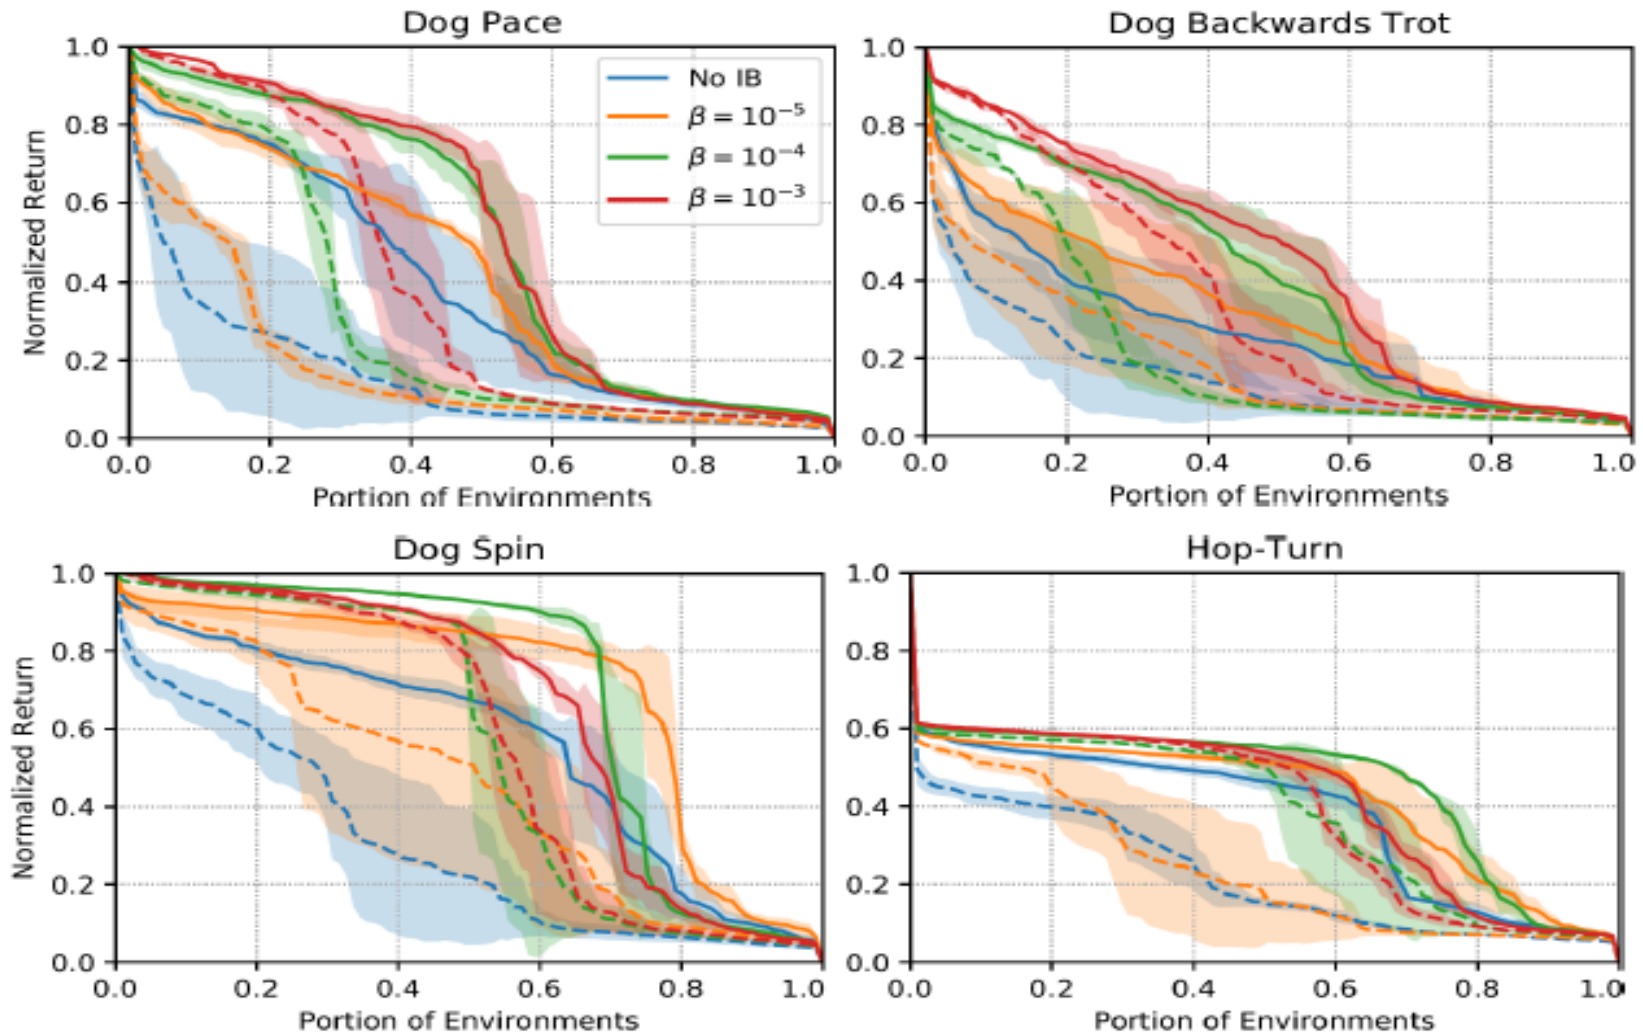 Dog Pace
Normalized Return
1.0
0.8
0.6
0.4
0.2
0.0
0.0 0.2 0.4 0.6 0.8 1.0
Portion of Environments
No IB
β = 10⁻⁵
β = 10⁻⁴
β = 10⁻³
Dog Backwards Trot
1.0
0.8
0.6
0.4
0.2
0.0
0.0 0.2 0.4 0.6 0.8 1.0
Portion of Environments
Dog Spin
Normalized Return
1.0
0.8
0.6
0.4
0.2
0.0
0.0 0.2 0.4 0.6 0.8 1.0
Portion of Environments
Hop-Turn
1.0
0.8
0.6
0.4
0.2
0.0
0.0 0.2 0.4 0.6 0.8 1.0
Portion of Environments